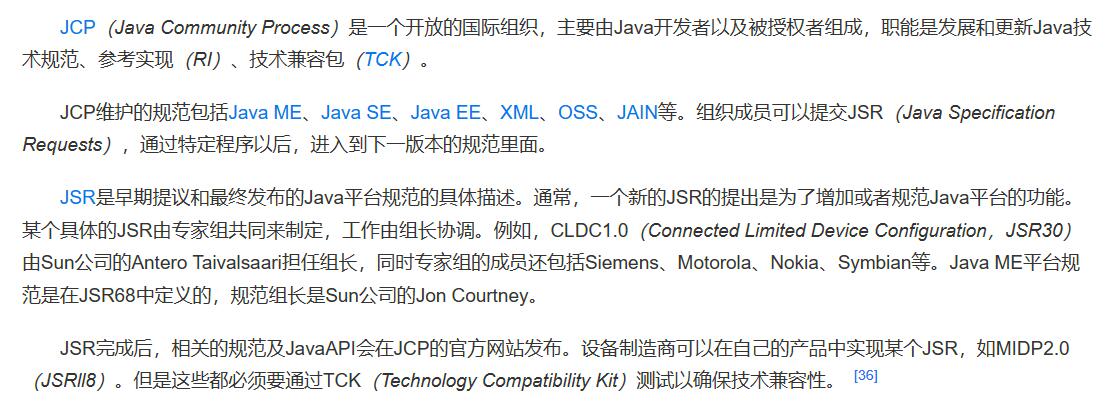 JCP（Java Community Process）是一个开放的国际组织，主要由Java开发者以及被授权者组成，职能是发展和更新Java技
术规范、参考实现（RI）、技术兼容包（TCK）。
JCP维护的规范包括Java ME、Java SE、Java EE、XML、OSS、JAIN等。组织成员可以提交JSR（Java Specification
Requests），通过特定程序以后，进入到下一版本的规范里面。
JSR是早期提议和最终发布的Java平台规范的具体描述。通常，一个新的JSR的提出是为了增加或者规范Java平台的功能。
某个具体的JSR由专家组共同来制定，工作由组长协调。例如，CLDC1.0（Connected Limited Device Configuration，JSR30）
由Sun公司的Antero Taivalsaari担任组长，同时专家组的成员还包括Siemens、Motorola、Nokia、Symbian等。Java ME平台规
范是在JSR68中定义的，规范组长是Sun公司的Jon Courtney。
JSR完成后，相关的规范及JavaAPI会在JCP的官方网站发布。设备制造商可以在自己的产品中实现某个JSR，如MIDP2.0
（JSRll8）。但是这些都必须要通过TCK（Technology Compatibility Kit）测试以确保技术兼容性。 [36]